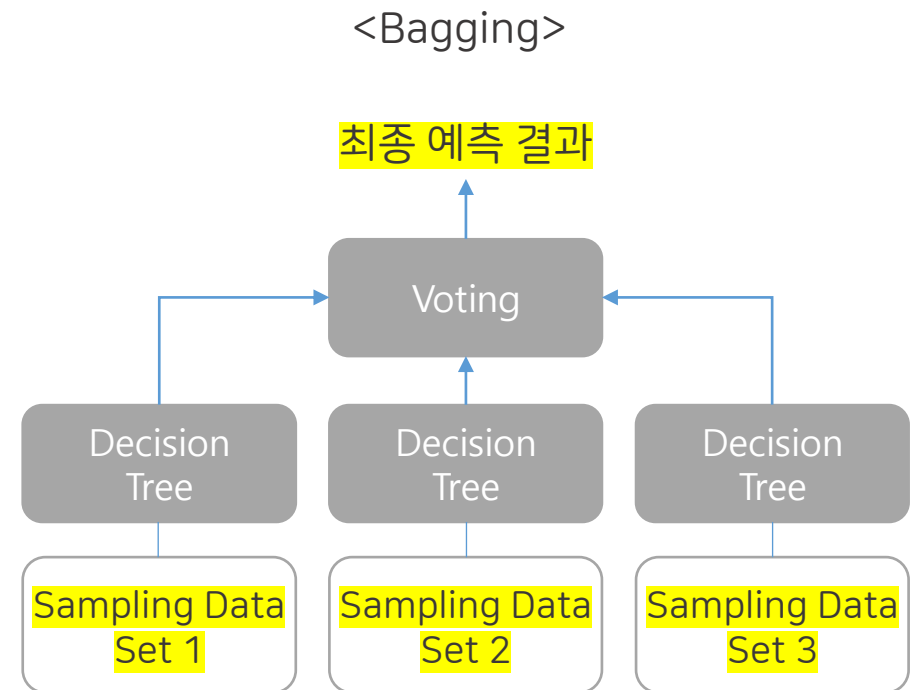 <Bagging>
최종 예측 결과
Voting
Decision
Tree
Decision
Tree
Decision
Tree
Sampling Data
Set 1
Sampling Data
Set 2
Sampling Data
Set 3